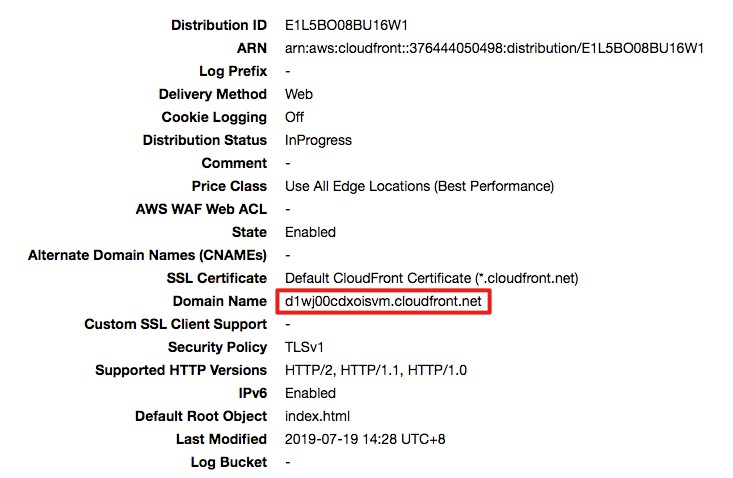 Distribution ID E1L5BO08BU16W1
ARN arn:aws:cloudfront::376444050498:distribution/E1L5BO08BU16W1
Log Prefix -
Delivery Method Web
Cookie Logging Off
Distribution Status InProgress
Comment -
Price Class Use All Edge Locations (Best Performance)
AWS WAF Web ACL -
State Enabled
Alternate Domain Names (CNAMEs) -
SSL Certificate Default CloudFront Certificate (*.cloudfront.net)
Domain Name d1wj00cdxoisvm.cloudfront.net
Custom SSL Client Support -
Security Policy TLSv1
Supported HTTP Versions HTTP/2, HTTP/1.1, HTTP/1.0
IPv6 Enabled
Default Root Object index.html
Last Modified 2019-07-19 14:28 UTC+8
Log Bucket -